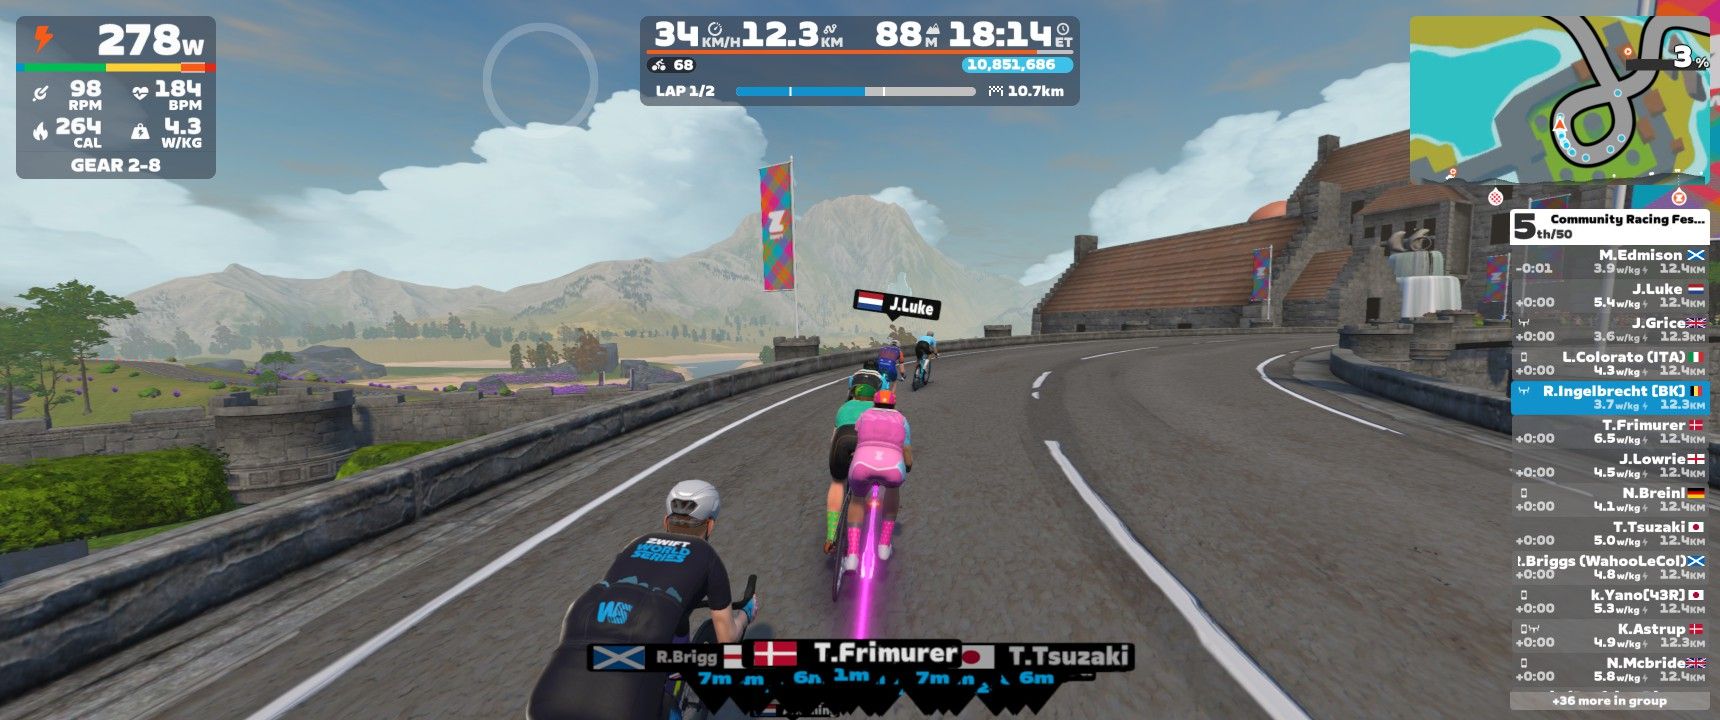 278W
98 RPM
184 BPM
264 CAL
4.3 W/KG
GEAR 2-8
34 KM/H 12.3 KM 88 M 18:14 ET
68
10,851,686
LAP 1/2
10.7km
3%
5th/50
Community Racing Fes...
M.Edmison
-0:01 3.9w/kg 12.4KM
J.Luke
+0:00 5.4w/kg 12.4KM
J.Grice
+0:00 3.6w/kg 12.3KM
L.Colorato (ITA)
+0:00 4.3w/kg 12.4KM
R.Ingelbrecht [BK]
3.7w/kg 12.3KM
T.Frimurer
+0:00 6.5w/kg 12.4KM
J.Lowrie
+0:00 4.5w/kg 12.4KM
N.Breinl
+0:00 4.1w/kg 12.4KM
T.Tsuzaki
+0:00 5.0w/kg 12.4KM
.Briggs (WahooLeCol)
+0:00 4.8w/kg 12.4KM
k.Yano[43R]
+0:00 5.3w/kg 12.4KM
K.Astrup
+0:00 4.9w/kg 12.3KM
N.Mcbride
+0:00 5.8w/kg 12.4KM
+36 more in group
J.Luke
ZWIFT
WORLD
SERIES
WS
R.Brigg
T.Frimurer
T.Tsuzaki
7m
1m
7m
6m